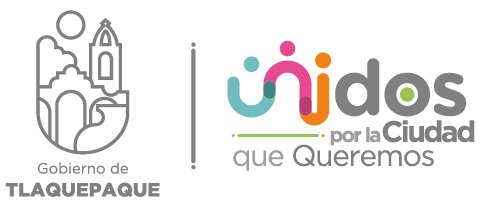 Gobierno de
TLAQUEPAQUE
Unidos
por la Ciudad
que Queremos